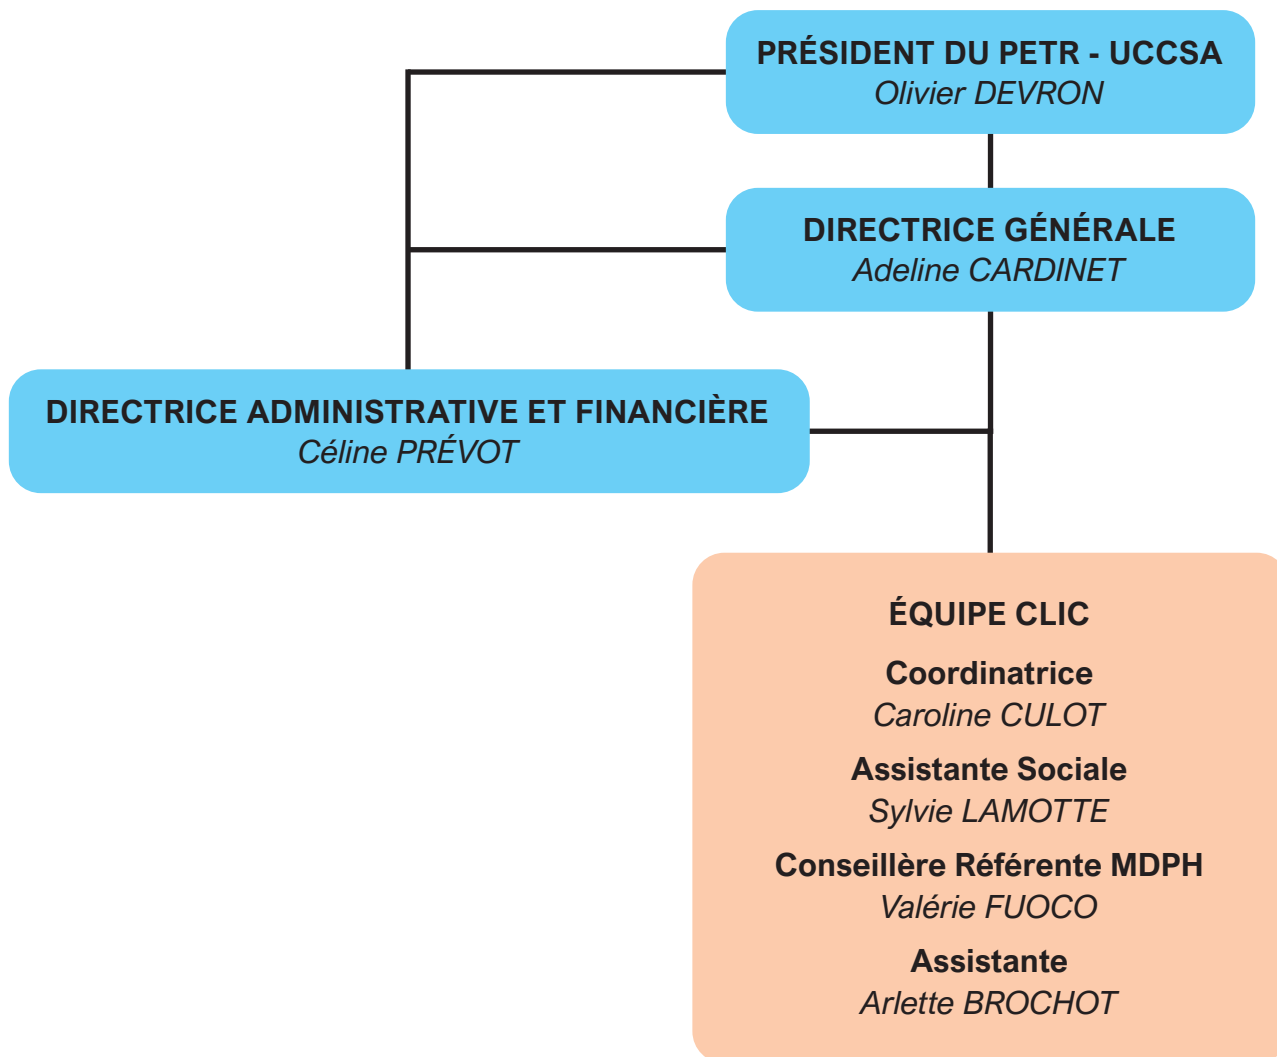 PRÉSIDENT DU PETR - UCCSA
Olivier DEVRON
DIRECTRICE GÉNÉRALE
Adeline CARDINET
DIRECTRICE ADMINISTRATIVE ET FINANCIÈRE
Céline PRÉVOT
ÉQUIPE CLIC
Coordinatrice
Caroline CULOT
Assistante Sociale
Sylvie LAMOTTE
Conseillère Référente MDPH
Valérie FUOCO
Assistante
Arlette BROCHOT